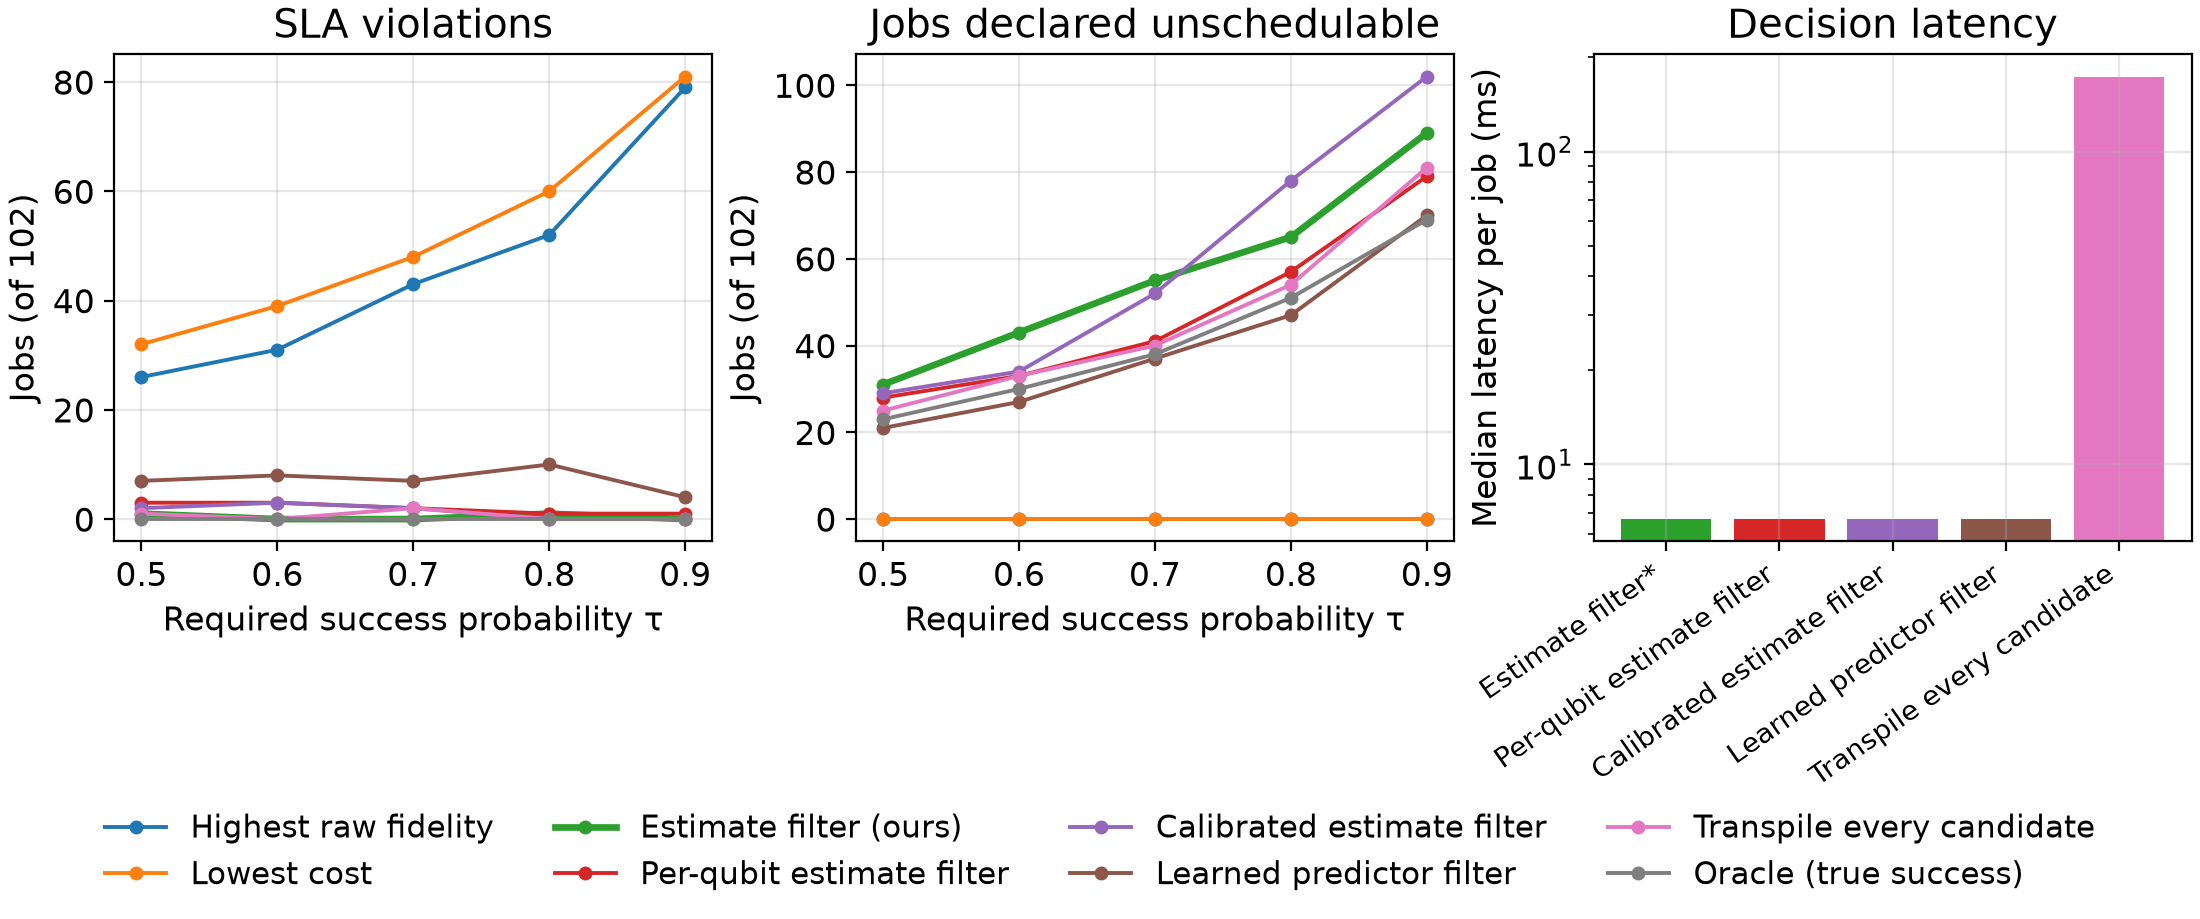 SLA violations
Jobs (of 102)
80
60
40
20
0
0.5 0.6 0.7 0.8 0.9
Required success probability τ
Jobs declared unschedulable
Jobs (of 102)
100
80
60
40
20
0
0.5 0.6 0.7 0.8 0.9
Required success probability τ
Decision latency
Median latency per job (ms)
10²
10¹
Estimate filter*
Per-qubit estimate filter
Calibrated estimate filter
Learned predictor filter
Transpile every candidate
Highest raw fidelity
Lowest cost
Estimate filter (ours)
Per-qubit estimate filter
Calibrated estimate filter
Learned predictor filter
Transpile every candidate
Oracle (true success)